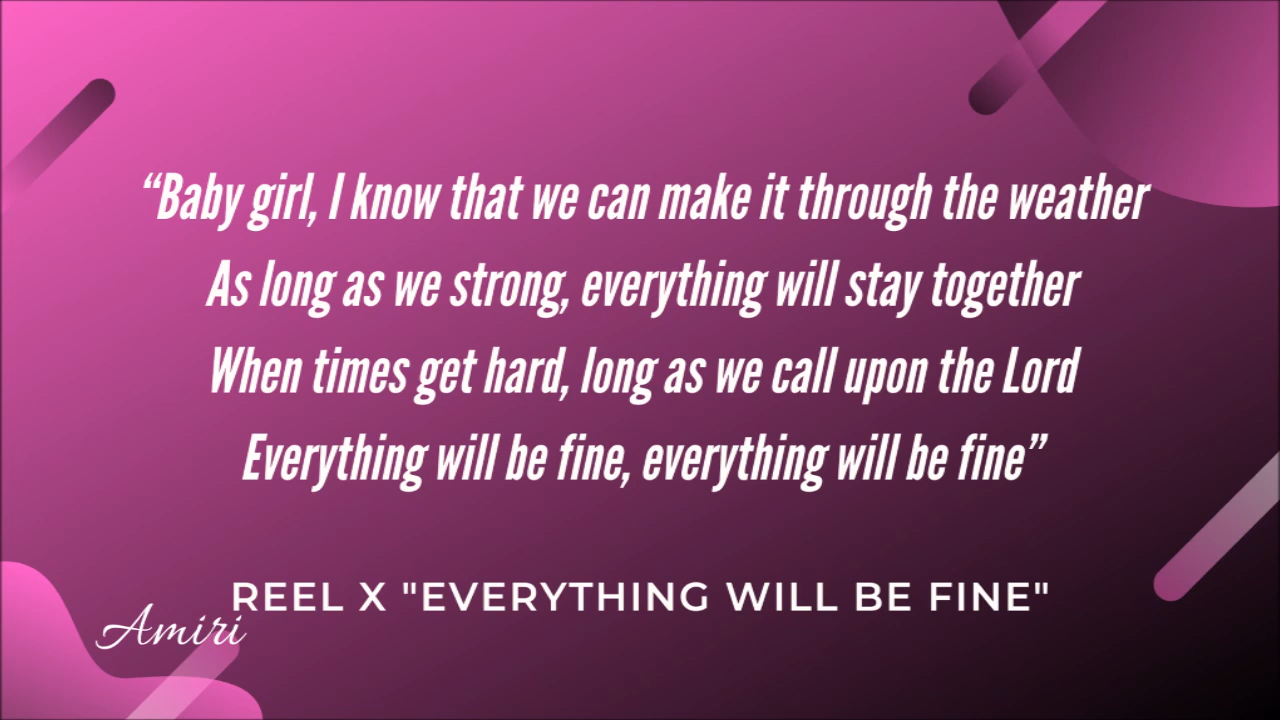 “Baby girl, I know that we can make it through the weather
As long as we strong, everything will stay together
When times get hard, long as we call upon the Lord
Everything will be fine, everything will be fine”
REEL X "EVERYTHING WILL BE FINE"
Amiri